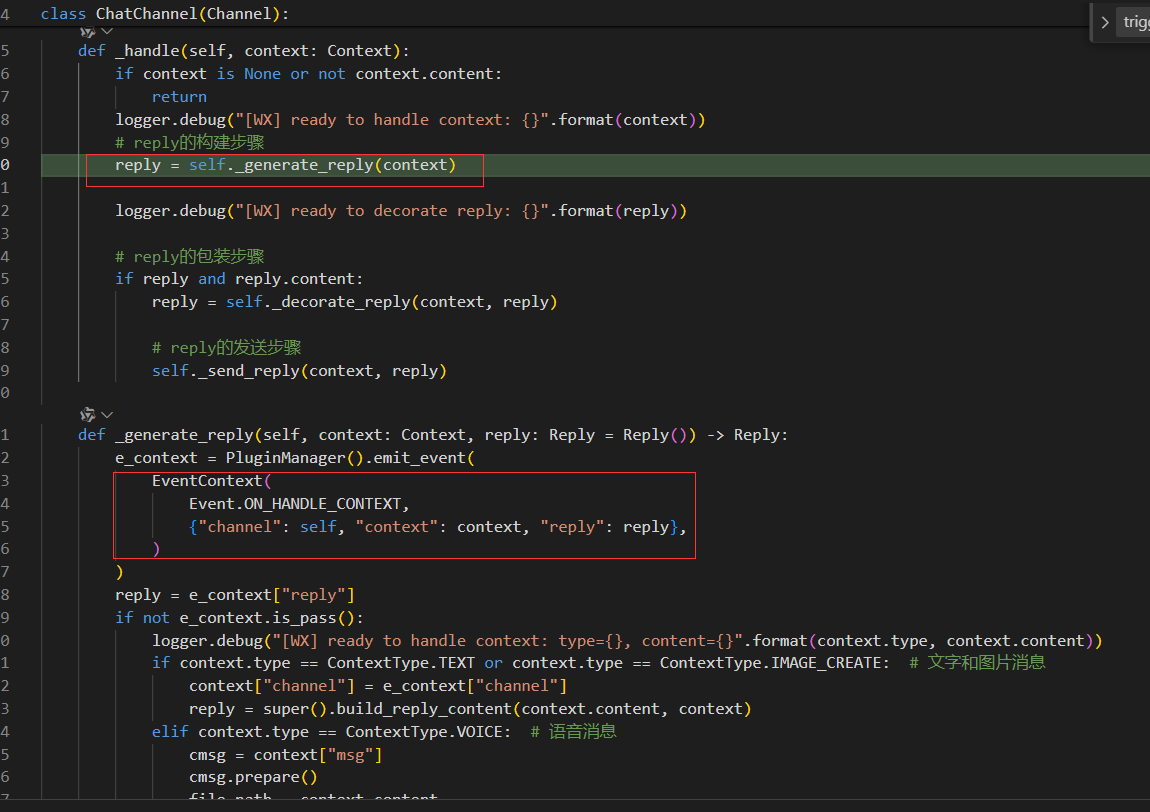 4 class ChatChannel(Channel):
> trigg
5 def _handle(self, context: Context):
6 if context is None or not context.content:
7 return
8 logger.debug("[WX] ready to handle context: {}".format(context))
9 # reply的构建步骤
0 reply = self._generate_reply(context)
1
2 logger.debug("[WX] ready to decorate reply: {}".format(reply))
3
4 # reply的包装步骤
5 if reply and reply.content:
6 reply = self._decorate_reply(context, reply)
7
8 # reply的发送步骤
9 self._send_reply(context, reply)
0
1 def _generate_reply(self, context: Context, reply: Reply = Reply()) -> Reply:
2 e_context = PluginManager().emit_event(
3 EventContext(
4 Event.ON_HANDLE_CONTEXT,
5 {"channel": self, "context": context, "reply": reply},
6 )
7 )
8 reply = e_context["reply"]
9 if not e_context.is_pass():
0 logger.debug("[WX] ready to handle context: type={}, content={}".format(context.type, context.content))
1 if context.type == ContextType.TEXT or context.type == ContextType.IMAGE_CREATE: # 文字和图片消息
2 context["channel"] = e_context["channel"]
3 reply = super().build_reply_content(context.content, context)
4 elif context.type == ContextType.VOICE: # 语音消息
5 cmsg = context["msg"]
6 cmsg.prepare()
7 file_path = context.content